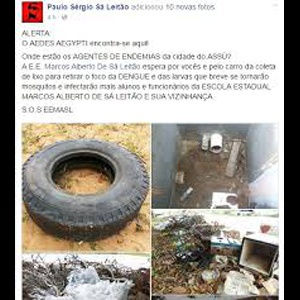 Paulo Sérgio Sá Leitão adicionou 10 novas fotos
ALERTA:
O AEDES AEGYPTI encontra-se aqui!
Onde estão os AGENTES DE ENDEMIAS da cidade do ASSÚ?
A E.E. Marcos Alberto De Sá Leitão espera por vocês e pelo carro da coleta
de lixo para retirar o foco da DENGUE e das larvas que breve se tornarão
mosquitos e infectarão mais alunos e funcionários da ESCOLA ESTADUAL
MARCOS ALBERTO DE SÁ LEITÃO E SUA VIZINHANÇA.
S.O.S EEMASL